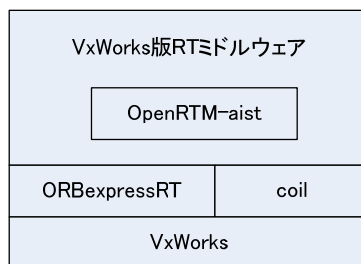 VxWorks版RTミドルウェア
OpenRTM-aist
ORBexpressRT
coil
VxWorks